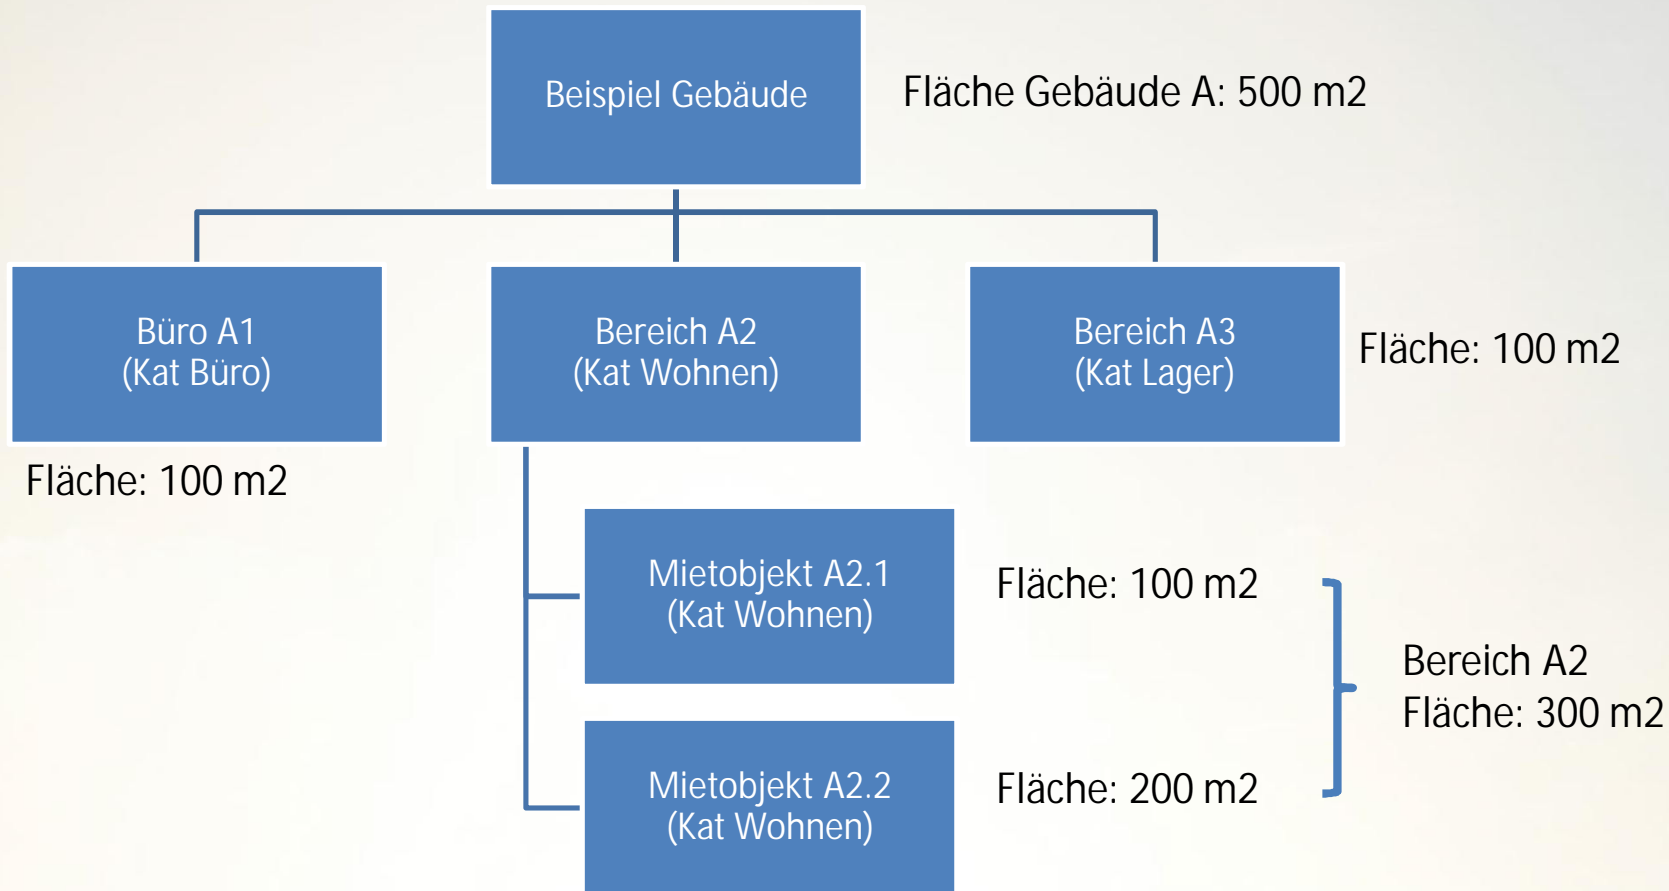 Beispiel Gebäude
Fläche Gebäude A: 500 m2
Büro A1
(Kat Büro)
Fläche: 100 m2
Bereich A2
(Kat Wohnen)
Bereich A3
(Kat Lager)
Fläche: 100 m2
Mietobjekt A2.1
(Kat Wohnen)
Fläche: 100 m2
Mietobjekt A2.2
(Kat Wohnen)
Fläche: 200 m2
Bereich A2
Fläche: 300 m2